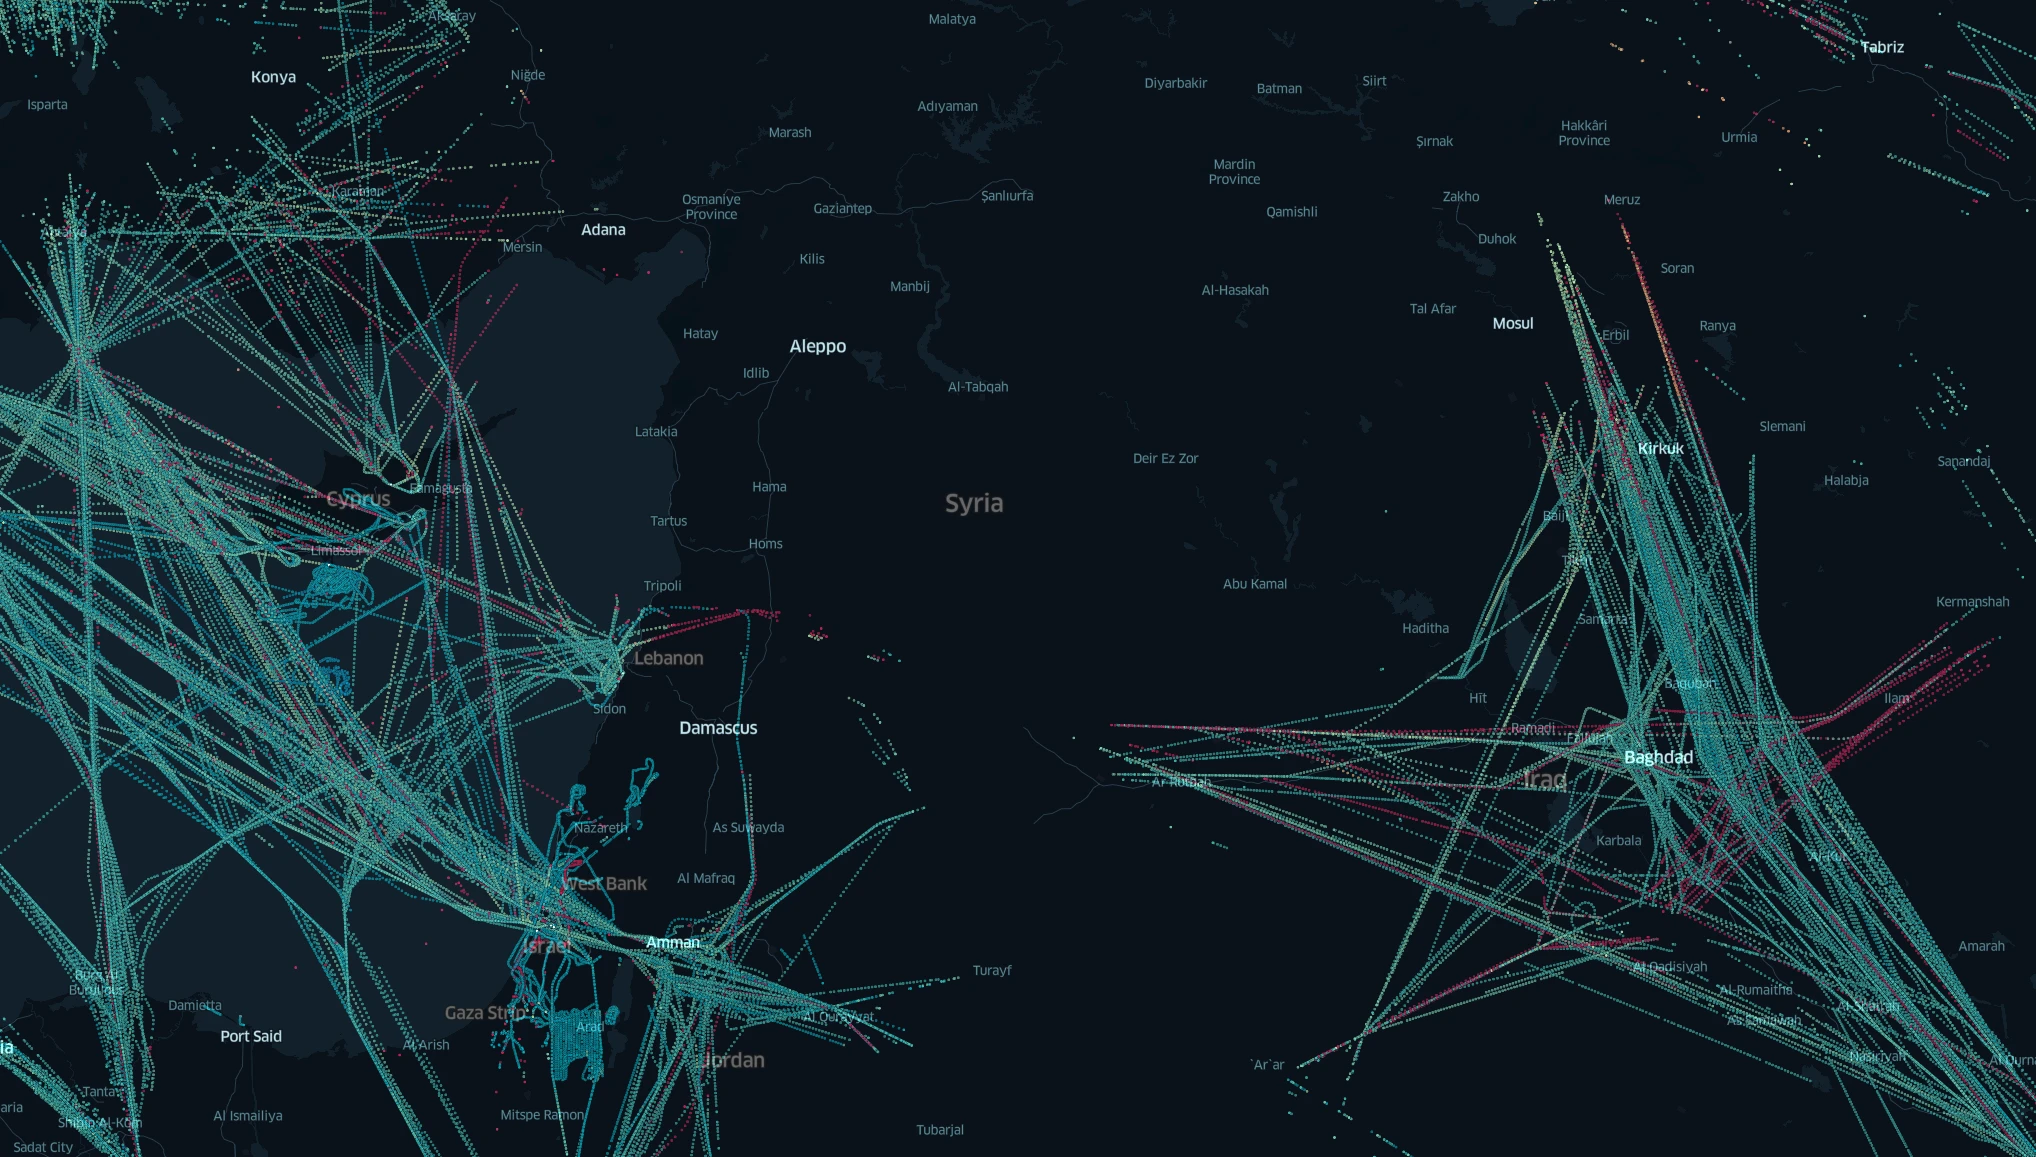 Aksaray
Malatya
Tabriz
Konya
Niğde
Diyarbakir
Batman
Siirt
Isparta
Adıyaman
Marash
Hakkâri
Province
Urmia
Şırnak
Mardin
Province
Karaman
Osmaniye
Province
Gaziantep
Şanlıurfa
Qamishli
Zakho
Meruz
Antalya
Adana
Mersin
Kilis
Duhok
Soran
Manbij
Al-Hasakah
Tal Afar
Mosul
Erbil
Ranya
Hatay
Aleppo
Idlib
Al-Tabqah
Latakia
Slemani
Kirkuk
Deir Ez Zor
Sanandaj
Halabja
Famagusta
Cyprus
Hama
Syria
Tartus
Baiji
Homs
Limassol
Tikrit
Tripoli
Abu Kamal
Kermanshah
Samarra
Haditha
Lebanon
Baqubah
Hīt
Ilam
Sidon
Damascus
Ramadi
Fallujah
Baghdad
Ar Rutbah
Iraq
Nazareth
As Suwayda
Karbala
Al-Kut
West Bank
Al Mafraq
Amman
Israel
Amarah
Al Qadisiyah
Turayf
Burulus
Al-Rumaitha
Damietta
Gaza Strip
Arad
Al Qurayyat
Al-Shatrah
As Samawah
Port Said
Al Arish
ia
Jordan
Nasiriyah
Al Qurna
`Ar`ar
Tanta
aria
Al Ismailiya
Mitspe Ramon
Shibin Al-Kom
Tubarjal
Sadat City